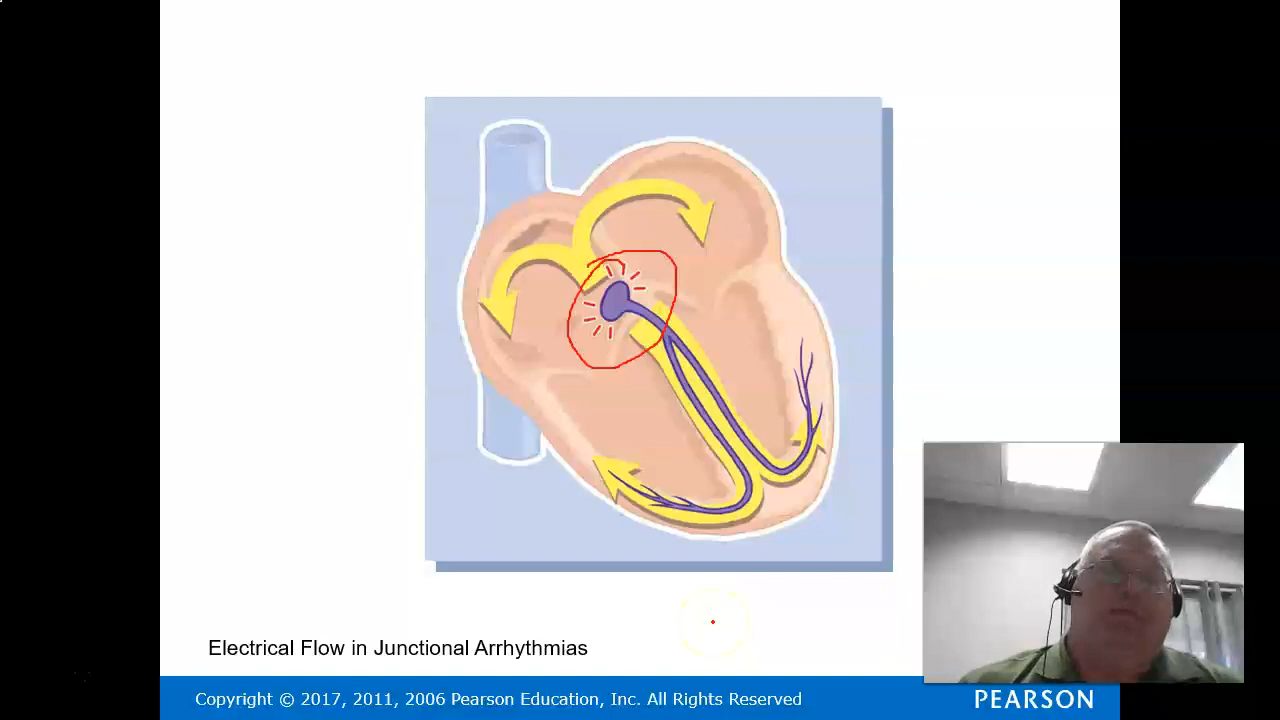 Electrical Flow in Junctional Arrhythmias
Copyright © 2017, 2011, 2006 Pearson Education, Inc. All Rights Reserved
PEARSON